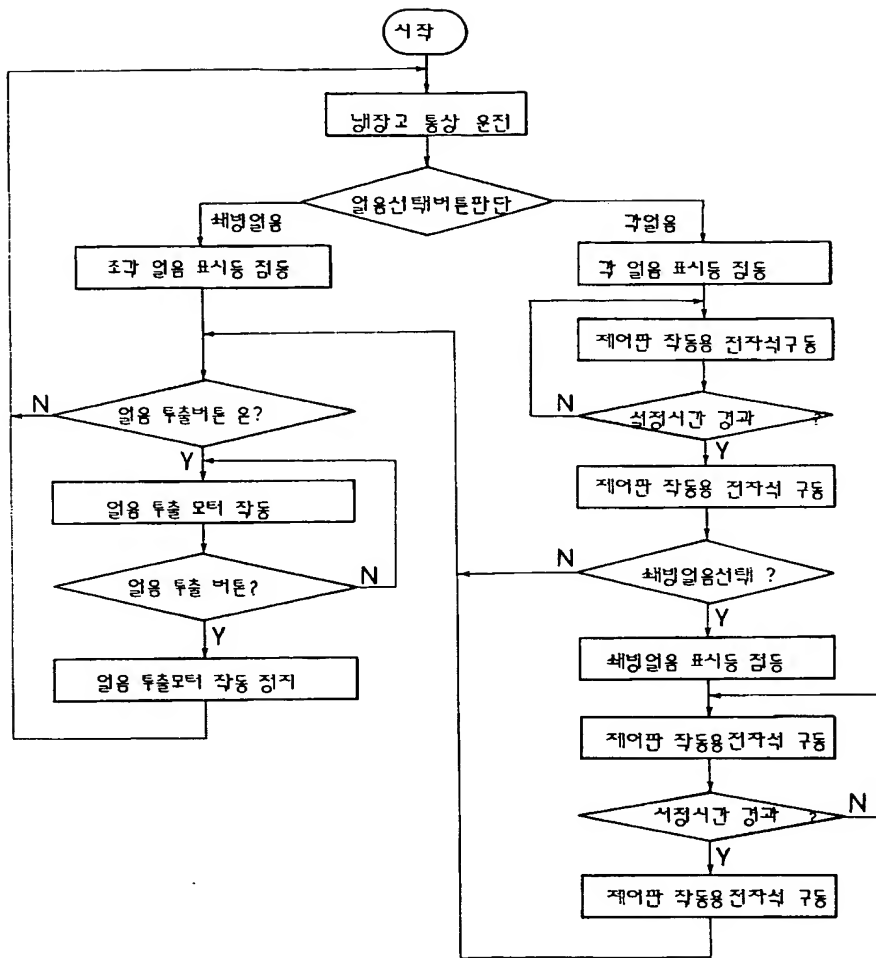 시작
냉장고 통상 운전
얼음선택버튼판단
쇄빙얼음
각얼음
조각 얼음 표시등 점등
각 얼음 표시등 점등
제어판 작동용 전자석구동
N
얼음 투출버튼 온?
N
설정시간 경과 ?
Y
Y
얼음 투출 모터 작동
제어판 작동용 전자석 구동
얼음 투출 버튼?
N
N
쇄빙얼음선택 ?
Y
Y
얼음 투출모터 작동 정지
쇄빙얼음 표시등 점등
제어판 작동용전자석 구동
서정시간 경과 ?
N
Y
제어판 작동용전자석 구동